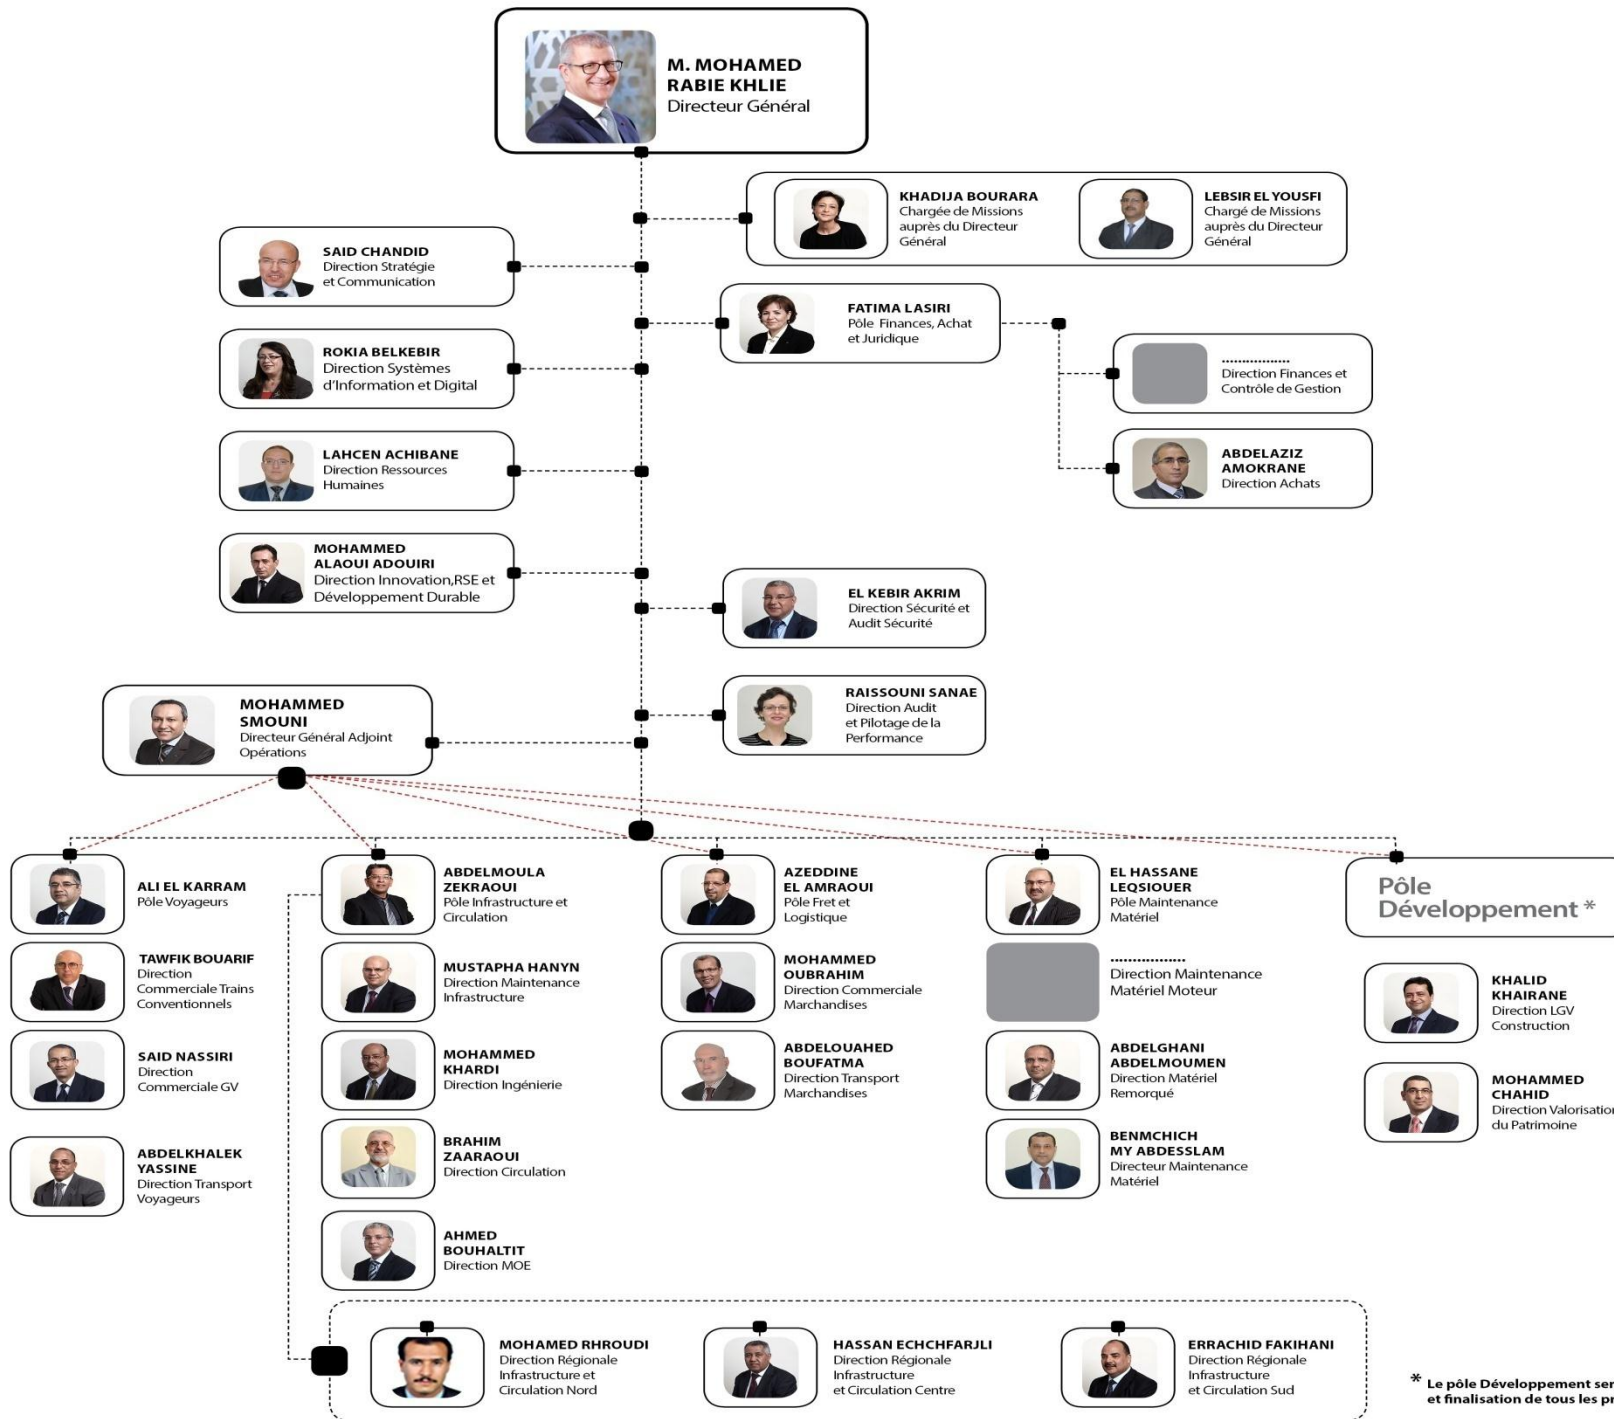 M. MOHAMED
RABIE KHLIE
Directeur Général
KHADIJA BOURARA
Chargée de Missions
auprès du Directeur
Général
LEBSIR EL YOUSFI
Chargé de Missions
auprès du Directeur
Général
SAID CHANDID
Direction Stratégie
et Communication
FATIMA LASIRI
Pôle Finances, Achat
et Juridique
ROKIA BELKEBIR
Direction Systèmes
d'Information et Digital
.................
Direction Finances et
Contrôle de Gestion
LAHCEN ACHIBANE
Direction Ressources
Humaines
ABDELAZIZ
AMOKRANE
Direction Achats
MOHAMMED
ALAOUI ADOUIRI
Direction Innovation,RSE et
Développement Durable
EL KEBIR AKRIM
Direction Sécurité et
Audit Sécurité
RAISSOUNI SANAE
Direction Audit
et Pilotage de la
Performance
MOHAMMED
SMOUNI
Directeur Général Adjoint
Opérations
ALI EL KARRAM
Pôle Voyageurs
TAWFIK BOUARIF
Direction
Commerciale Trains
Conventionnels
SAID NASSIRI
Direction
Commerciale GV
ABDELKHALEK
YASSINE
Direction Transport
Voyageurs
ABDELMOULA
ZEKRAOUI
Pôle Infrastructure et
Circulation
MUSTAPHA HANYN
Direction Maintenance
Infrastructure
MOHAMMED
KHARDI
Direction Ingénierie
BRAHIM
ZAARAOUI
Direction Circulation
AHMED
BOUHALTIT
Direction MOE
AZEDDINE
EL AMRAOUI
Pôle Fret et
Logistique
MOHAMMED
OUBRAHIM
Direction Commerciale
Marchandises
ABDELOUAHED
BOUFATMA
Direction Transport
Marchandises
EL HASSANE
LEQSIOUER
Pôle Maintenance
Matériel
.................
Direction Maintenance
Matériel Moteur
ABDELGHANI
ABDELMOUMEN
Direction Matériel
Remorqué
BENMCHICH
MY ABDESSLAM
Directeur Maintenance
Matériel
Pôle
Développement *
KHALID
KHAIRANE
Direction LGV
Construction
MOHAMMED
CHAHID
Direction Valorisation
du Patrimoine
MOHAMED RHROUDI
Direction Régionale
Infrastructure et
Circulation Nord
HASSAN ECHCHFARJLI
Direction Régionale
Infrastructure
et Circulation Centre
ERRACHID FAKIHANI
Direction Régionale
Infrastructure
et Circulation Sud
* Le pôle Développement ser
et finalisation de tous les pr